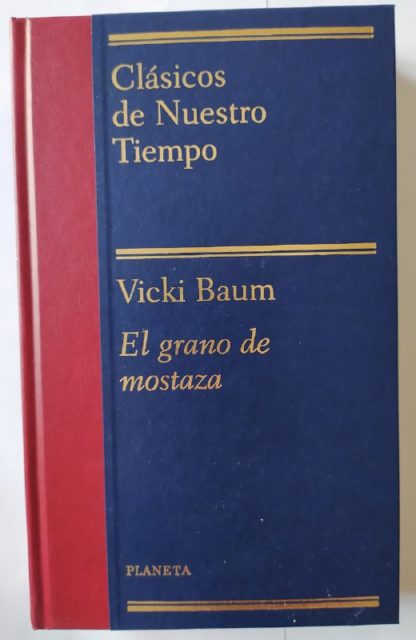 Clásicos
de Nuestro
Tiempo
Vicki Baum
El grano de
mostaza
PLANETA